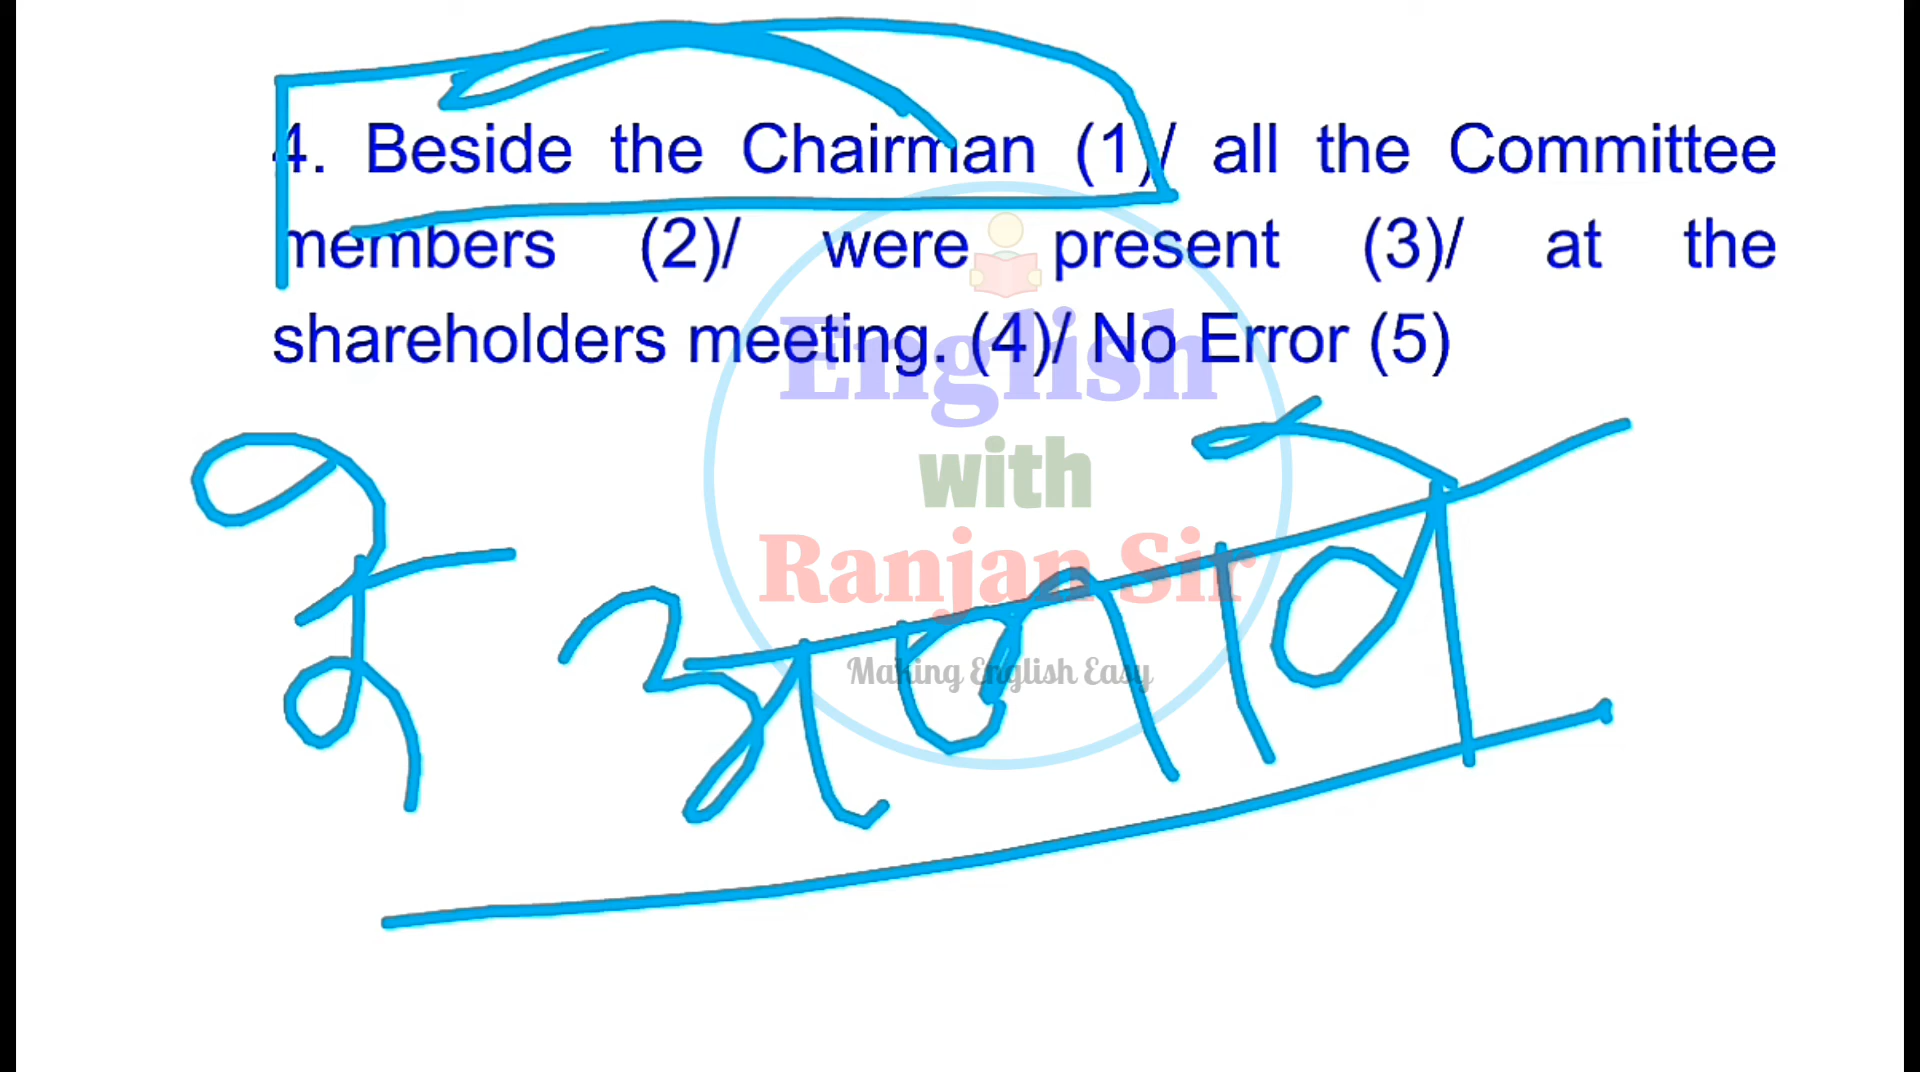 4. Beside the Chairman (1)/ all the Committee
members (2)/ were present (3)/ at the
shareholders meeting. (4)/ No Error (5)
English
with
Ranjan Sir
Making English Easy
के अलावे